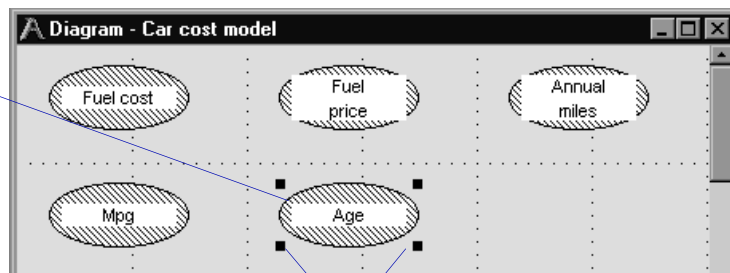 Diagram - Car cost model
Fuel cost
Fuel
price
Annual
miles
Mpg
Age